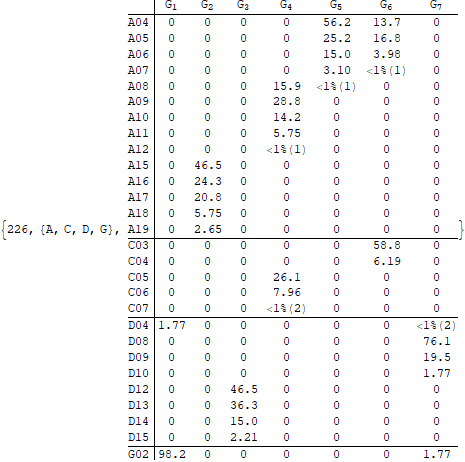 G1 G2 G3 G4 G5 G6 G7
A04 0 0 0 0 56.2 13.7 0
A05 0 0 0 0 25.2 16.8 0
A06 0 0 0 0 15.0 3.98 0
A07 0 0 0 0 3.10 <1%(1) 0
A08 0 0 0 15.9 <1%(1) 0 0
A09 0 0 0 28.8 0 0 0
A10 0 0 0 14.2 0 0 0
A11 0 0 0 5.75 0 0 0
A12 0 0 0 <1%(1) 0 0 0
A15 0 46.5 0 0 0 0 0
A16 0 24.3 0 0 0 0 0
A17 0 20.8 0 0 0 0 0
A18 0 5.75 0 0 0 0 0
{226, {A, C, D, G}, A19 0 2.65 0 0 0 0 0 }
C03 0 0 0 0 0 58.8 0
C04 0 0 0 0 0 6.19 0
C05 0 0 0 26.1 0 0 0
C06 0 0 0 7.96 0 0 0
C07 0 0 0 <1%(2) 0 0 0
D04 1.77 0 0 0 0 0 <1%(2)
D08 0 0 0 0 0 0 76.1
D09 0 0 0 0 0 0 19.5
D10 0 0 0 0 0 0 1.77
D12 0 0 46.5 0 0 0 0
D13 0 0 36.3 0 0 0 0
D14 0 0 15.0 0 0 0 0
D15 0 0 2.21 0 0 0 0
G02 98.2 0 0 0 0 0 1.77